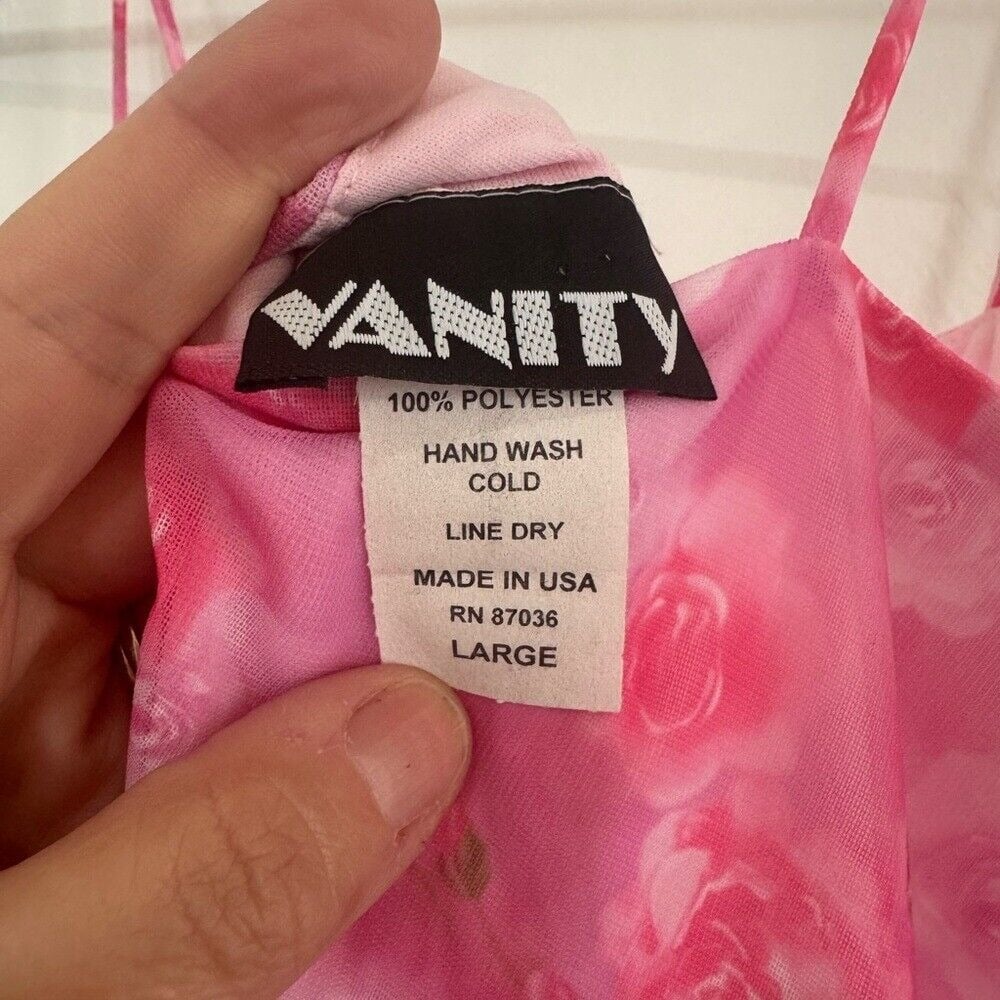 VANITY
100% POLYESTER
HAND WASH
COLD
LINE DRY
MADE IN USA
RN 87036
LARGE